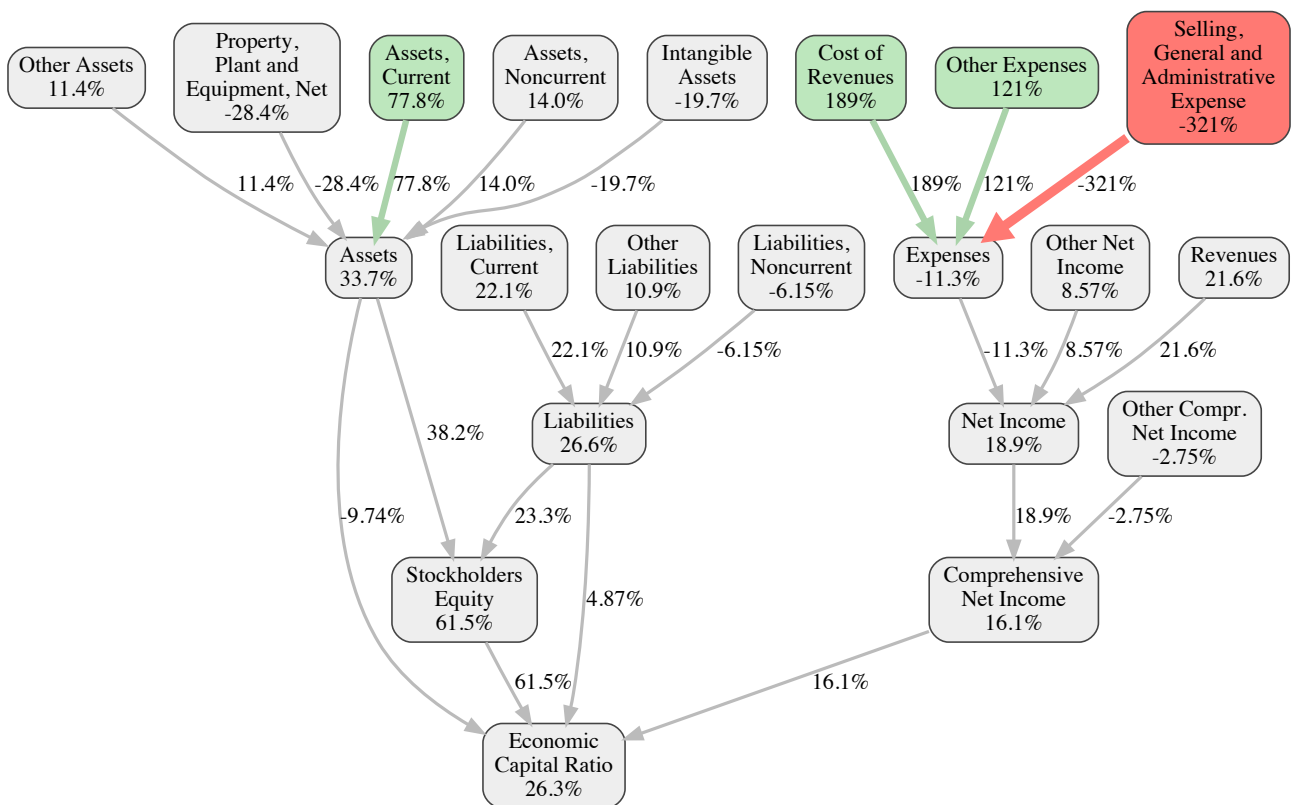 Other Assets
11.4%
Property,
Plant and
Equipment, Net
-28.4%
Assets,
Current
77.8%
Assets,
Noncurrent
14.0%
Intangible
Assets
-19.7%
Cost of
Revenues
189%
Other Expenses
121%
Selling,
General and
Administrative
Expense
-321%
11.4%
-28.4%
77.8%
14.0%
-19.7%
189%
121%
-321%
Assets
33.7%
Liabilities,
Current
22.1%
Other
Liabilities
10.9%
Liabilities,
Noncurrent
-6.15%
Expenses
-11.3%
Other Net
Income
8.57%
Revenues
21.6%
22.1%
10.9%
-6.15%
-11.3%
8.57%
21.6%
38.2%
Liabilities
26.6%
Net Income
18.9%
Other Compr.
Net Income
-2.75%
-9.74%
23.3%
18.9%
-2.75%
Stockholders
Equity
61.5%
4.87%
Comprehensive
Net Income
16.1%
61.5%
16.1%
Economic
Capital Ratio
26.3%